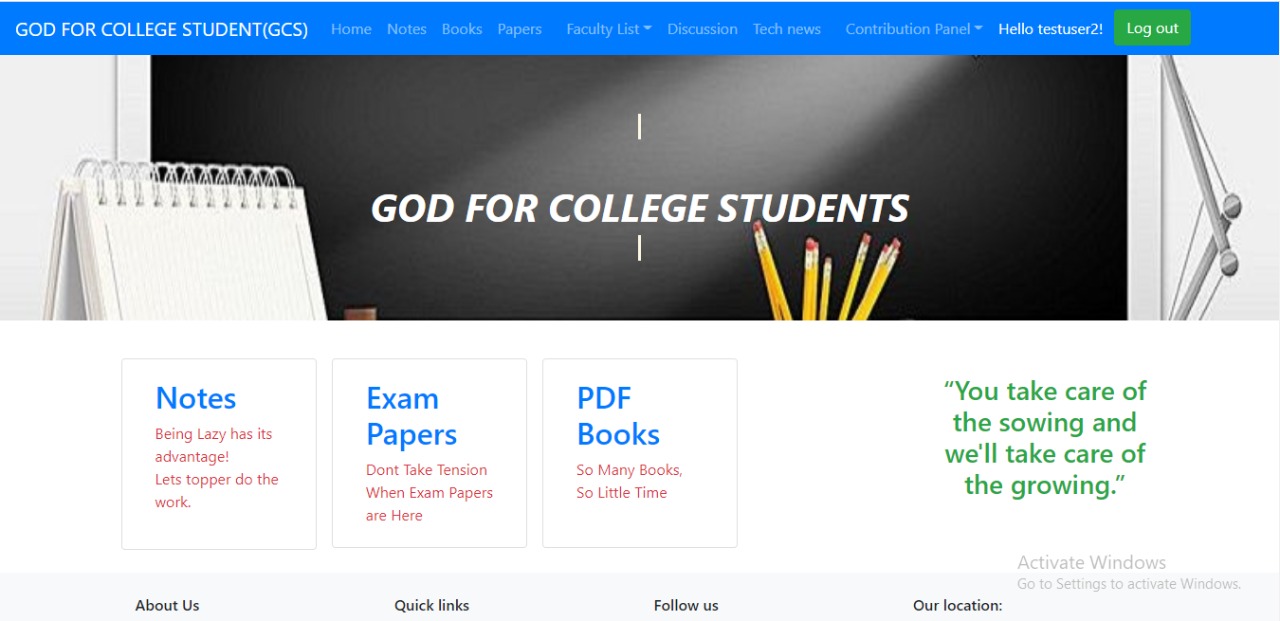 GOD FOR COLLEGE STUDENT(GCS) Home Notes Books Papers Faculty List Discussion Tech news Contribution Panel Hello testuser2! Log out
GOD FOR COLLEGE STUDENTS
Notes
Being Lazy has its
advantage!
Lets topper do the
work.
Exam
Papers
Dont Take Tension
When Exam Papers
are Here
PDF
Books
So Many Books,
So Little Time
“You take care of
the sowing and
we'll take care of
the growing.”
Activate Windows
Go to Settings to activate Windows.
About Us Quick links Follow us Our location: